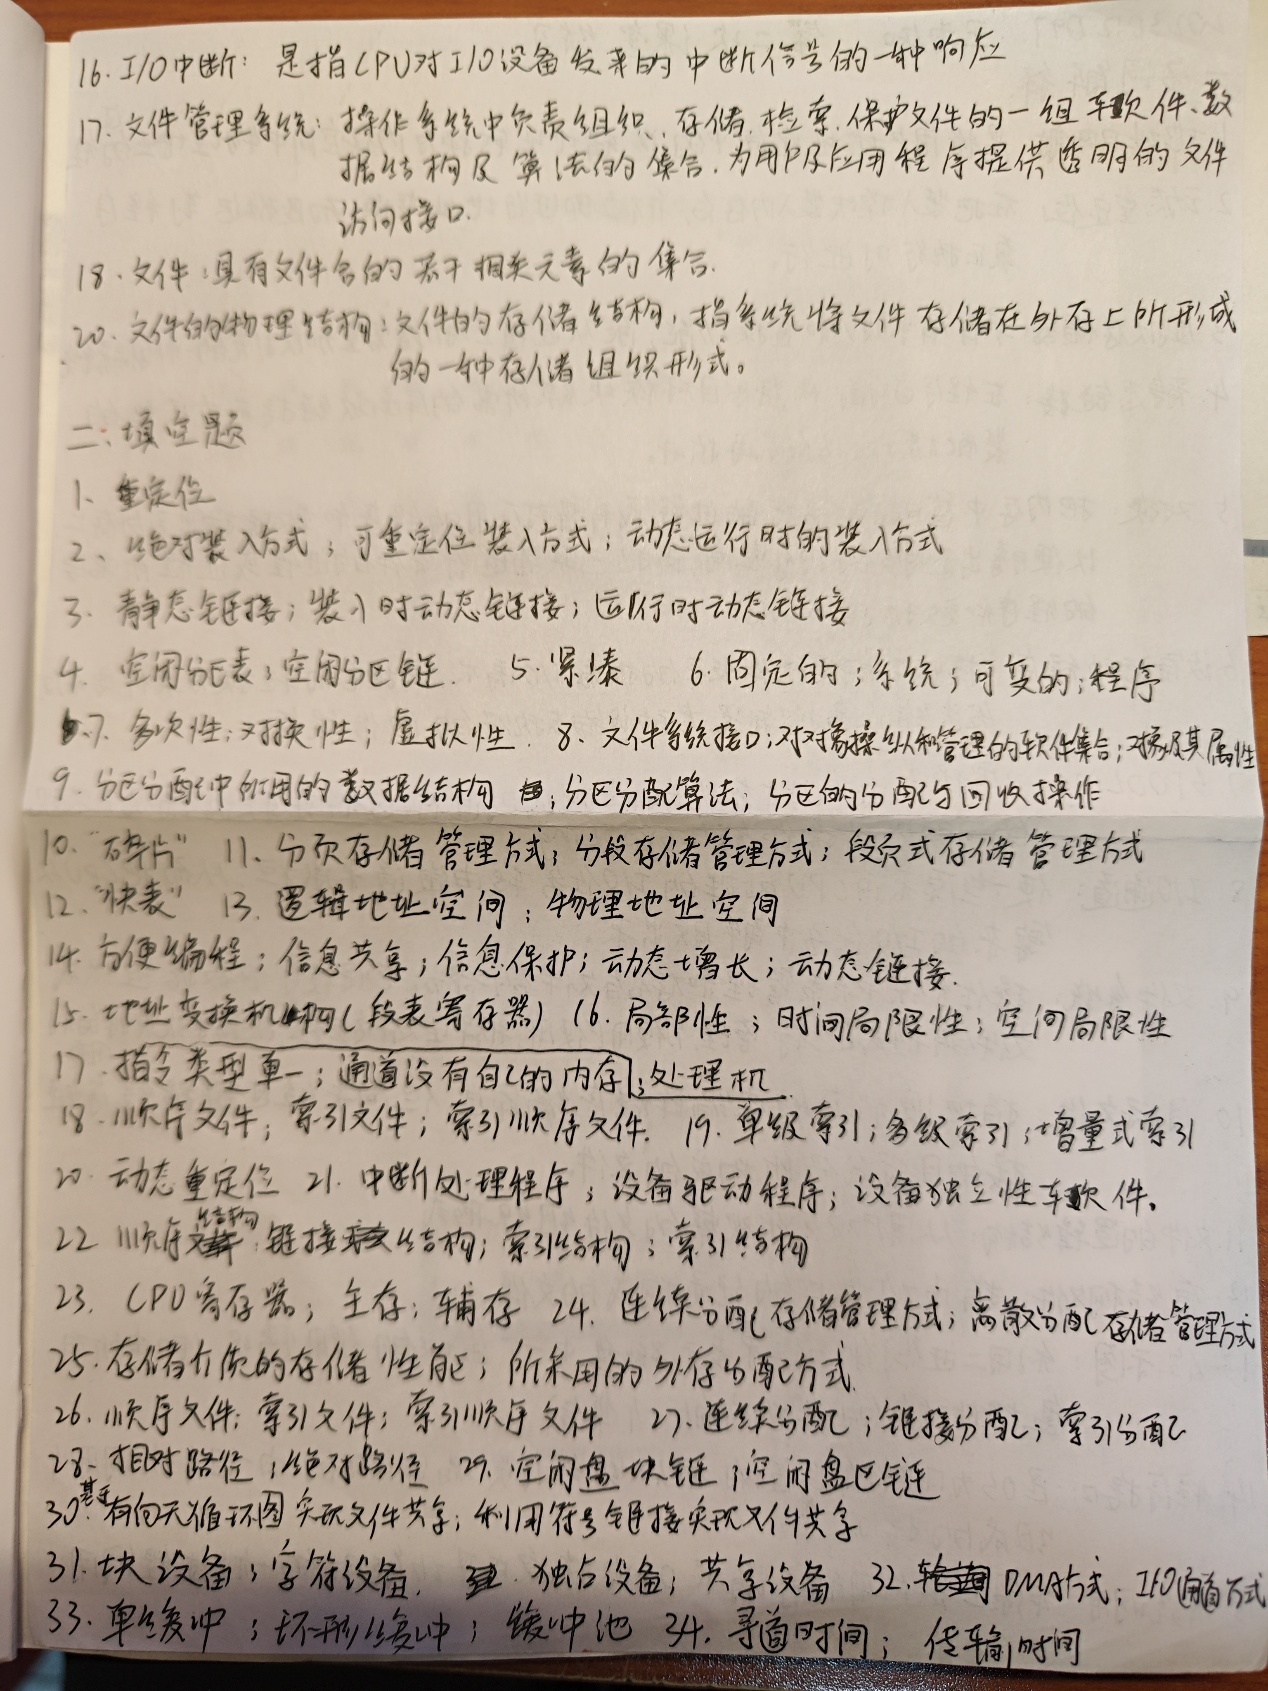 16. I/O中断: 是指CPU对I/O设备发来的中断信号的一种响应
17. 文件管理系统: 操作系统中负责组织、存储、检索、保护文件的一组软件、数
据结构及算法的集合, 为用户及应用程序提供透明的文件
访问接口.
18. 文件: 具有文件名的若干相关元素的集合.
20. 文件的物理结构: 文件的存储结构, 指系统将文件存储在外存上所形成
的一种存储组织形式。
二、填空题
1、重定位
2、绝对装入方式; 可重定位装入方式; 动态运行时的装入方式
3. 静态链接; 装入时动态链接; 运行时动态链接
4. 空闲分区表; 空闲分区链. 5. 紧凑 6. 固定的; 系统; 可变的; 程序
7. 多次性; 对换性; 虚拟性. 8、文件系统接口; 对对象操纵和管理的软件集合; 对象及其属性
9. 分区分配中所用的数据结构; 分区分配算法; 分区的分配与回收操作
10. "碎片" 11、分页存储管理方式; 分段存储管理方式; 段页式存储管理方式
12. "快表" 13. 逻辑地址空间; 物理地址空间
14. 方便编程; 信息共享; 信息保护; 动态增长; 动态链接.
15. 地址变换机构(段表寄存器) 16. 局部性; 时间局限性; 空间局限性
17. 指令类型单一; 通道没有自己的内存; 处理机.
18. 顺序文件; 索引文件; 索引顺序文件. 19. 单级索引; 多级索引; 增量式索引
20. 动态重定位 21. 中断处理程序; 设备驱动程序; 设备独立性软件。
22 顺序结构; 链接结构; 索引结构; 索引结构
23. CPU寄存器; 主存; 辅存 24. 连续分配存储管理方式; 离散分配存储管理方式
25. 存储介质的存储性能; 所采用的外存分配方式.
26. 顺序文件; 索引文件; 索引顺序文件 27. 连续分配; 链接分配; 索引分配
28. 相对路径; 绝对路径 29. 空闲盘块链; 空闲盘区链
30. 基于有向无循环图实现文件共享; 利用符号链接实现文件共享
31. 块设备; 字符设备. 独占设备; 共享设备 32. DMA方式; I/O通道方式
33. 单缓冲; 环形缓冲; 缓冲池 34. 寻道时间; 传输时间